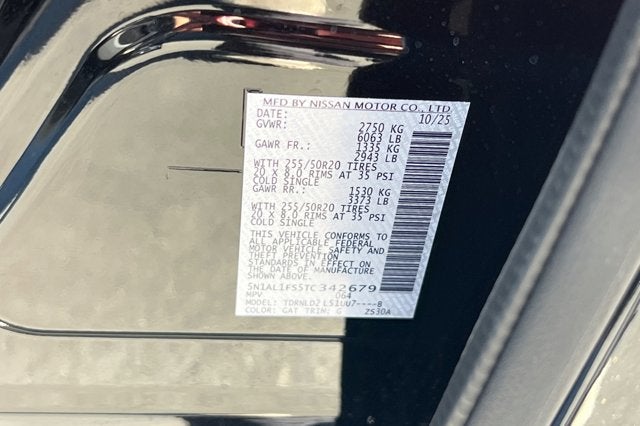 MFD BY NISSAN MOTOR CO., LTD.
DATE: 10/25
GVWR: 2750 KG
6063 LB
GAWR FR.: 1335 KG
2943 LB
WITH 255/50R20 TIRES
20 X 8.0 RIMS AT 35 PSI
COLD SINGLE
GAWR RR.: 1530 KG
3373 LB
WITH 255/50R20 TIRES
20 X 8.0 RIMS AT 35 PSI
COLD SINGLE
THIS VEHICLE CONFORMS TO
ALL APPLICABLE FEDERAL
MOTOR VEHICLE SAFETY AND
THEFT PREVENTION
STANDARDS IN EFFECT ON
THE DATE OF MANUFACTURE
SHOWN ABOVE.
5N1AL1FS5TC342679
MPV 064
MODEL: TDRNLD2 LS1UU7----8
COLOR: GAT TRIM: G ZS30A